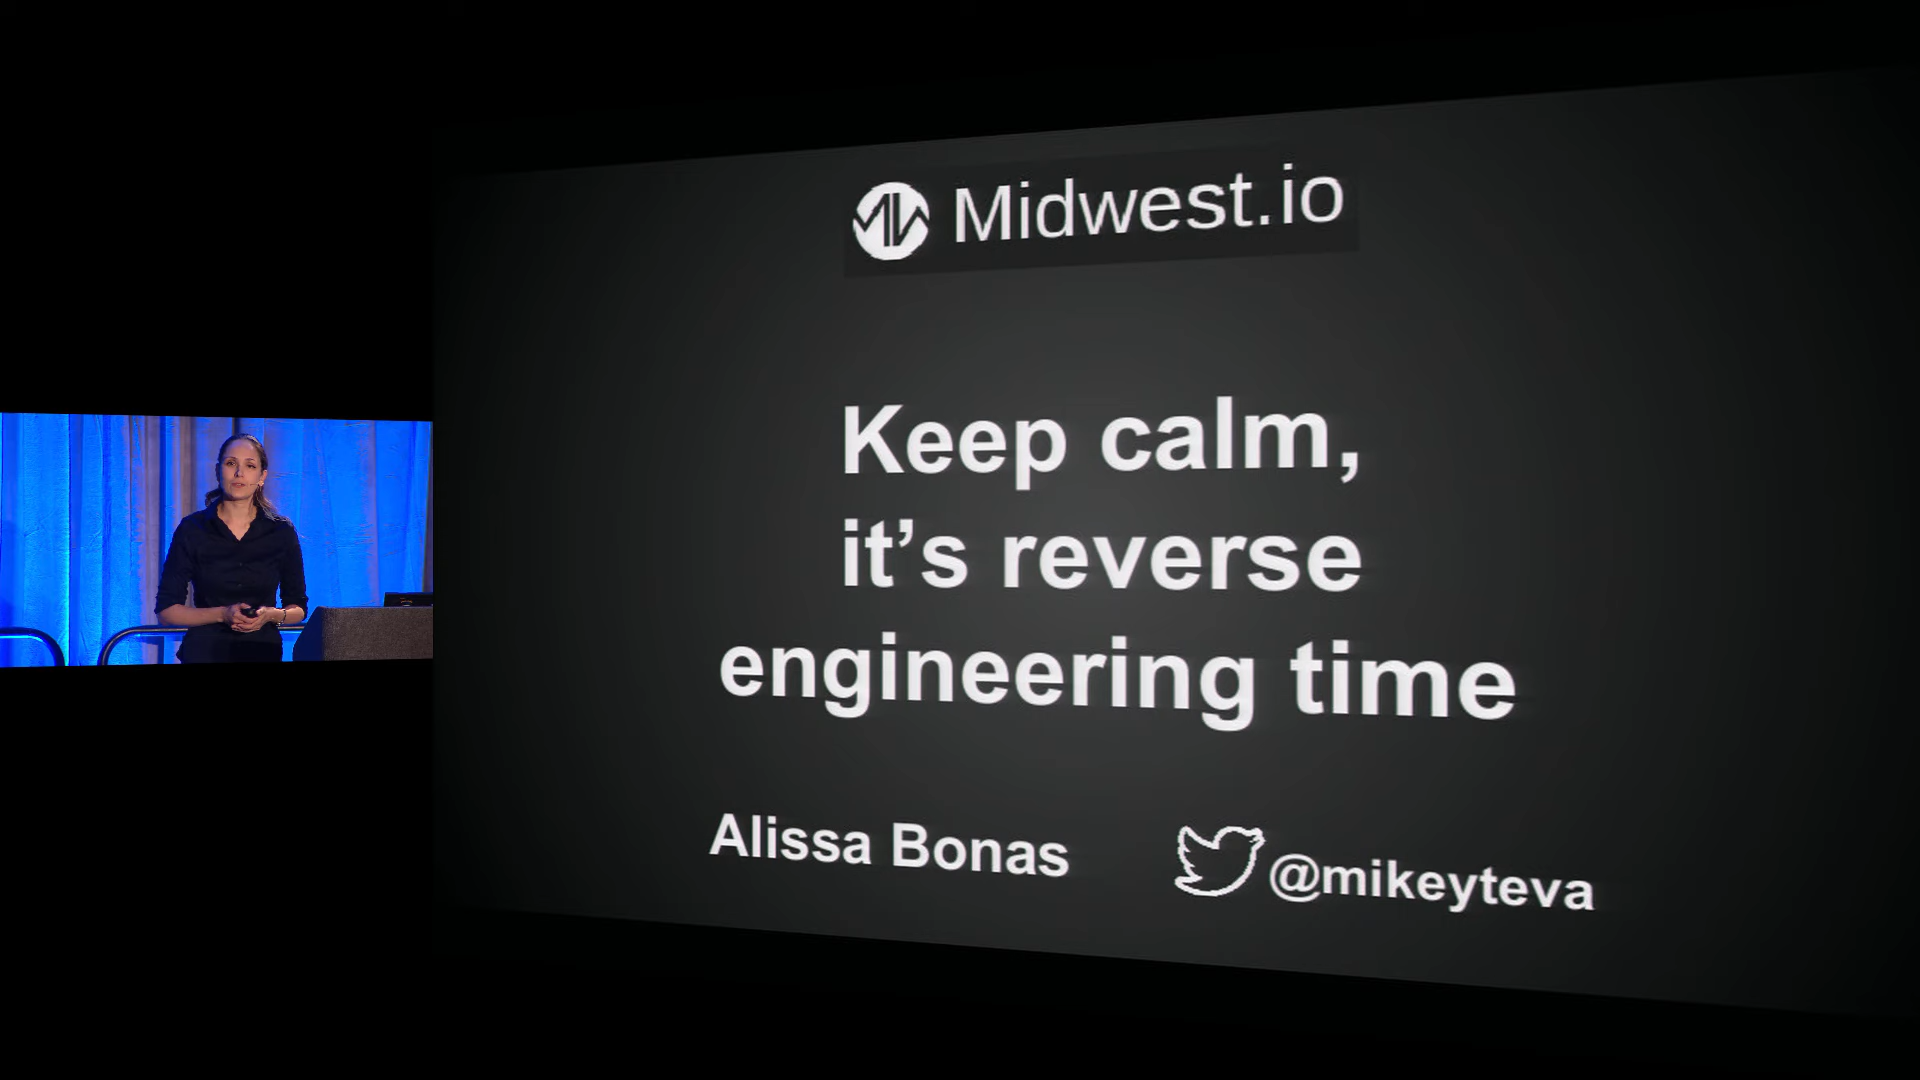 Midwest.io
Keep calm,
it’s reverse
engineering time
Alissa Bonas
@mikeyteva